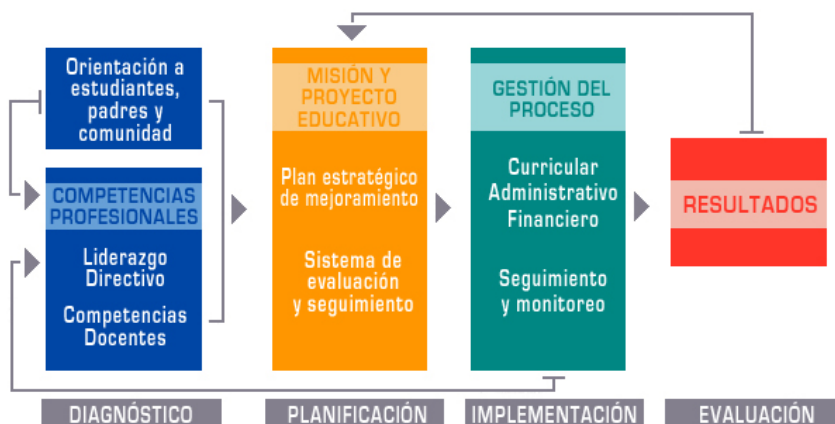 Orientación a
estudiantes,
padres y
comunidad
COMPETENCIAS
PROFESIONALES
Liderazgo
Directivo
Competencias
Docentes
MISIÓN Y
PROYECTO
EDUCATIVO
Plan estratégico
de mejoramiento
Sistema de
evaluación
y seguimiento
GESTIÓN DEL
PROCESO
Curricular
Administrativo
Financiero
Seguimiento
y monitoreo
RESULTADOS
DIAGNÓSTICO
PLANIFICACIÓN
IMPLEMENTACIÓN
EVALUACIÓN